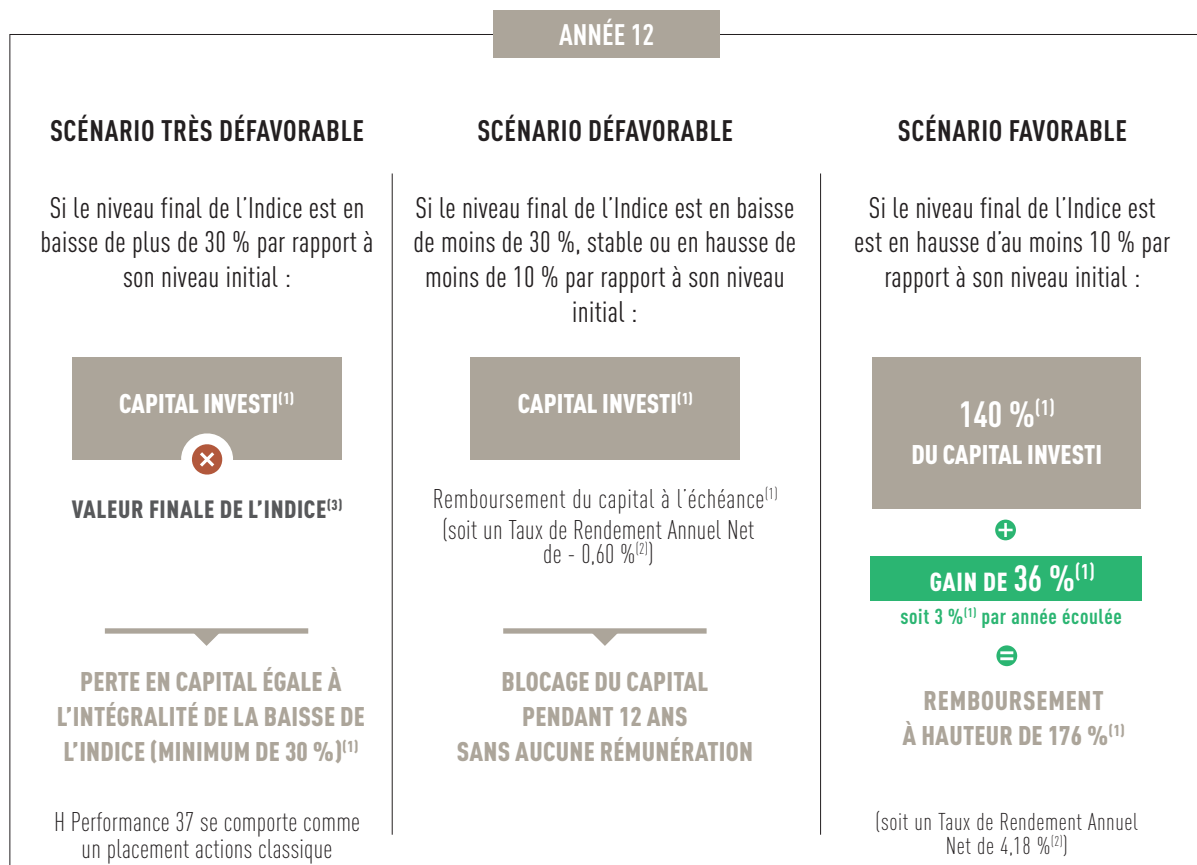 ANNÉE 12
SCÉNARIO TRÈS DÉFAVORABLE
Si le niveau final de l'Indice est en
baisse de plus de 30 % par rapport à
son niveau initial :
CAPITAL INVESTI(1)
VALEUR FINALE DE L'INDICE(3)
PERTE EN CAPITAL ÉGALE À
L'INTÉGRALITÉ DE LA BAISSE DE
L'INDICE (MINIMUM DE 30 %)(1)
H Performance 37 se comporte comme
un placement actions classique
SCÉNARIO DÉFAVORABLE
Si le niveau final de l'Indice est en baisse
de moins de 30 %, stable ou en hausse de
moins de 10 % par rapport à son niveau
initial :
CAPITAL INVESTI(1)
Remboursement du capital à l'échéance(1)
(soit un Taux de Rendement Annuel Net
de - 0,60 %(2))
BLOCAGE DU CAPITAL
PENDANT 12 ANS
SANS AUCUNE RÉMUNÉRATION
SCÉNARIO FAVORABLE
Si le niveau final de l'Indice est
est en hausse d'au moins 10 % par
rapport à son niveau initial :
140 %(1)
DU CAPITAL INVESTI
+
GAIN DE 36 %(1)
soit 3 %(1) par année écoulée
=
REMBOURSEMENT
À HAUTEUR DE 176 %(1)
(soit un Taux de Rendement Annuel
Net de 4,18 %(2))